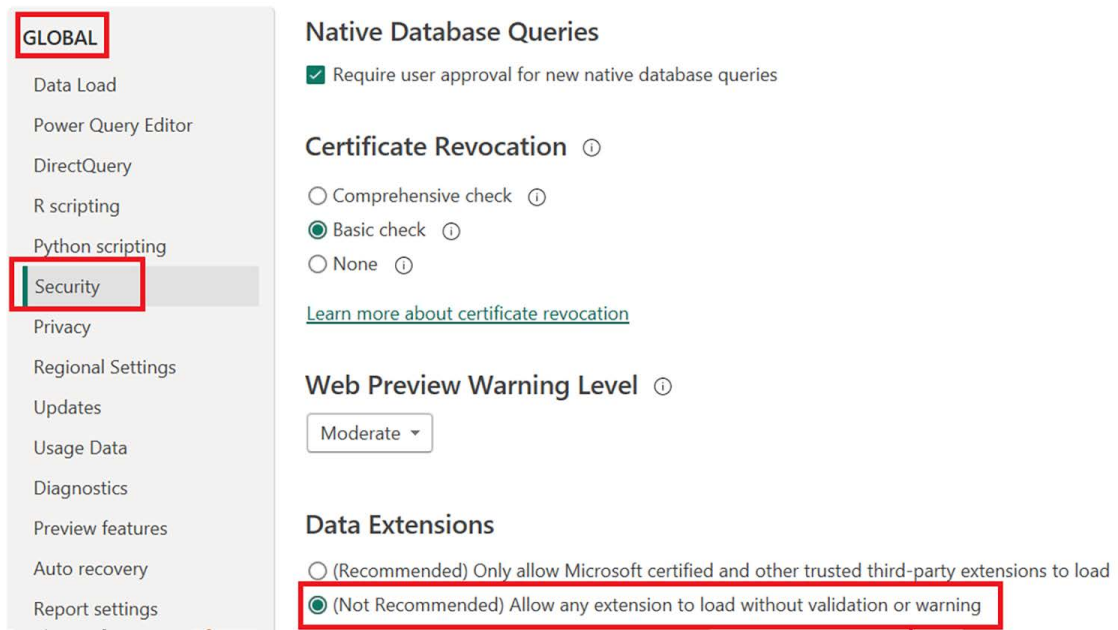 GLOBAL
Data Load
Power Query Editor
DirectQuery
R scripting
Python scripting
Security
Privacy
Regional Settings
Updates
Usage Data
Diagnostics
Preview features
Auto recovery
Report settings
Native Database Queries
Require user approval for new native database queries
Certificate Revocation
Comprehensive check
Basic check
None
Learn more about certificate revocation
Web Preview Warning Level
Moderate
Data Extensions
(Recommended) Only allow Microsoft certified and other trusted third-party extensions to load
(Not Recommended) Allow any extension to load without validation or warning